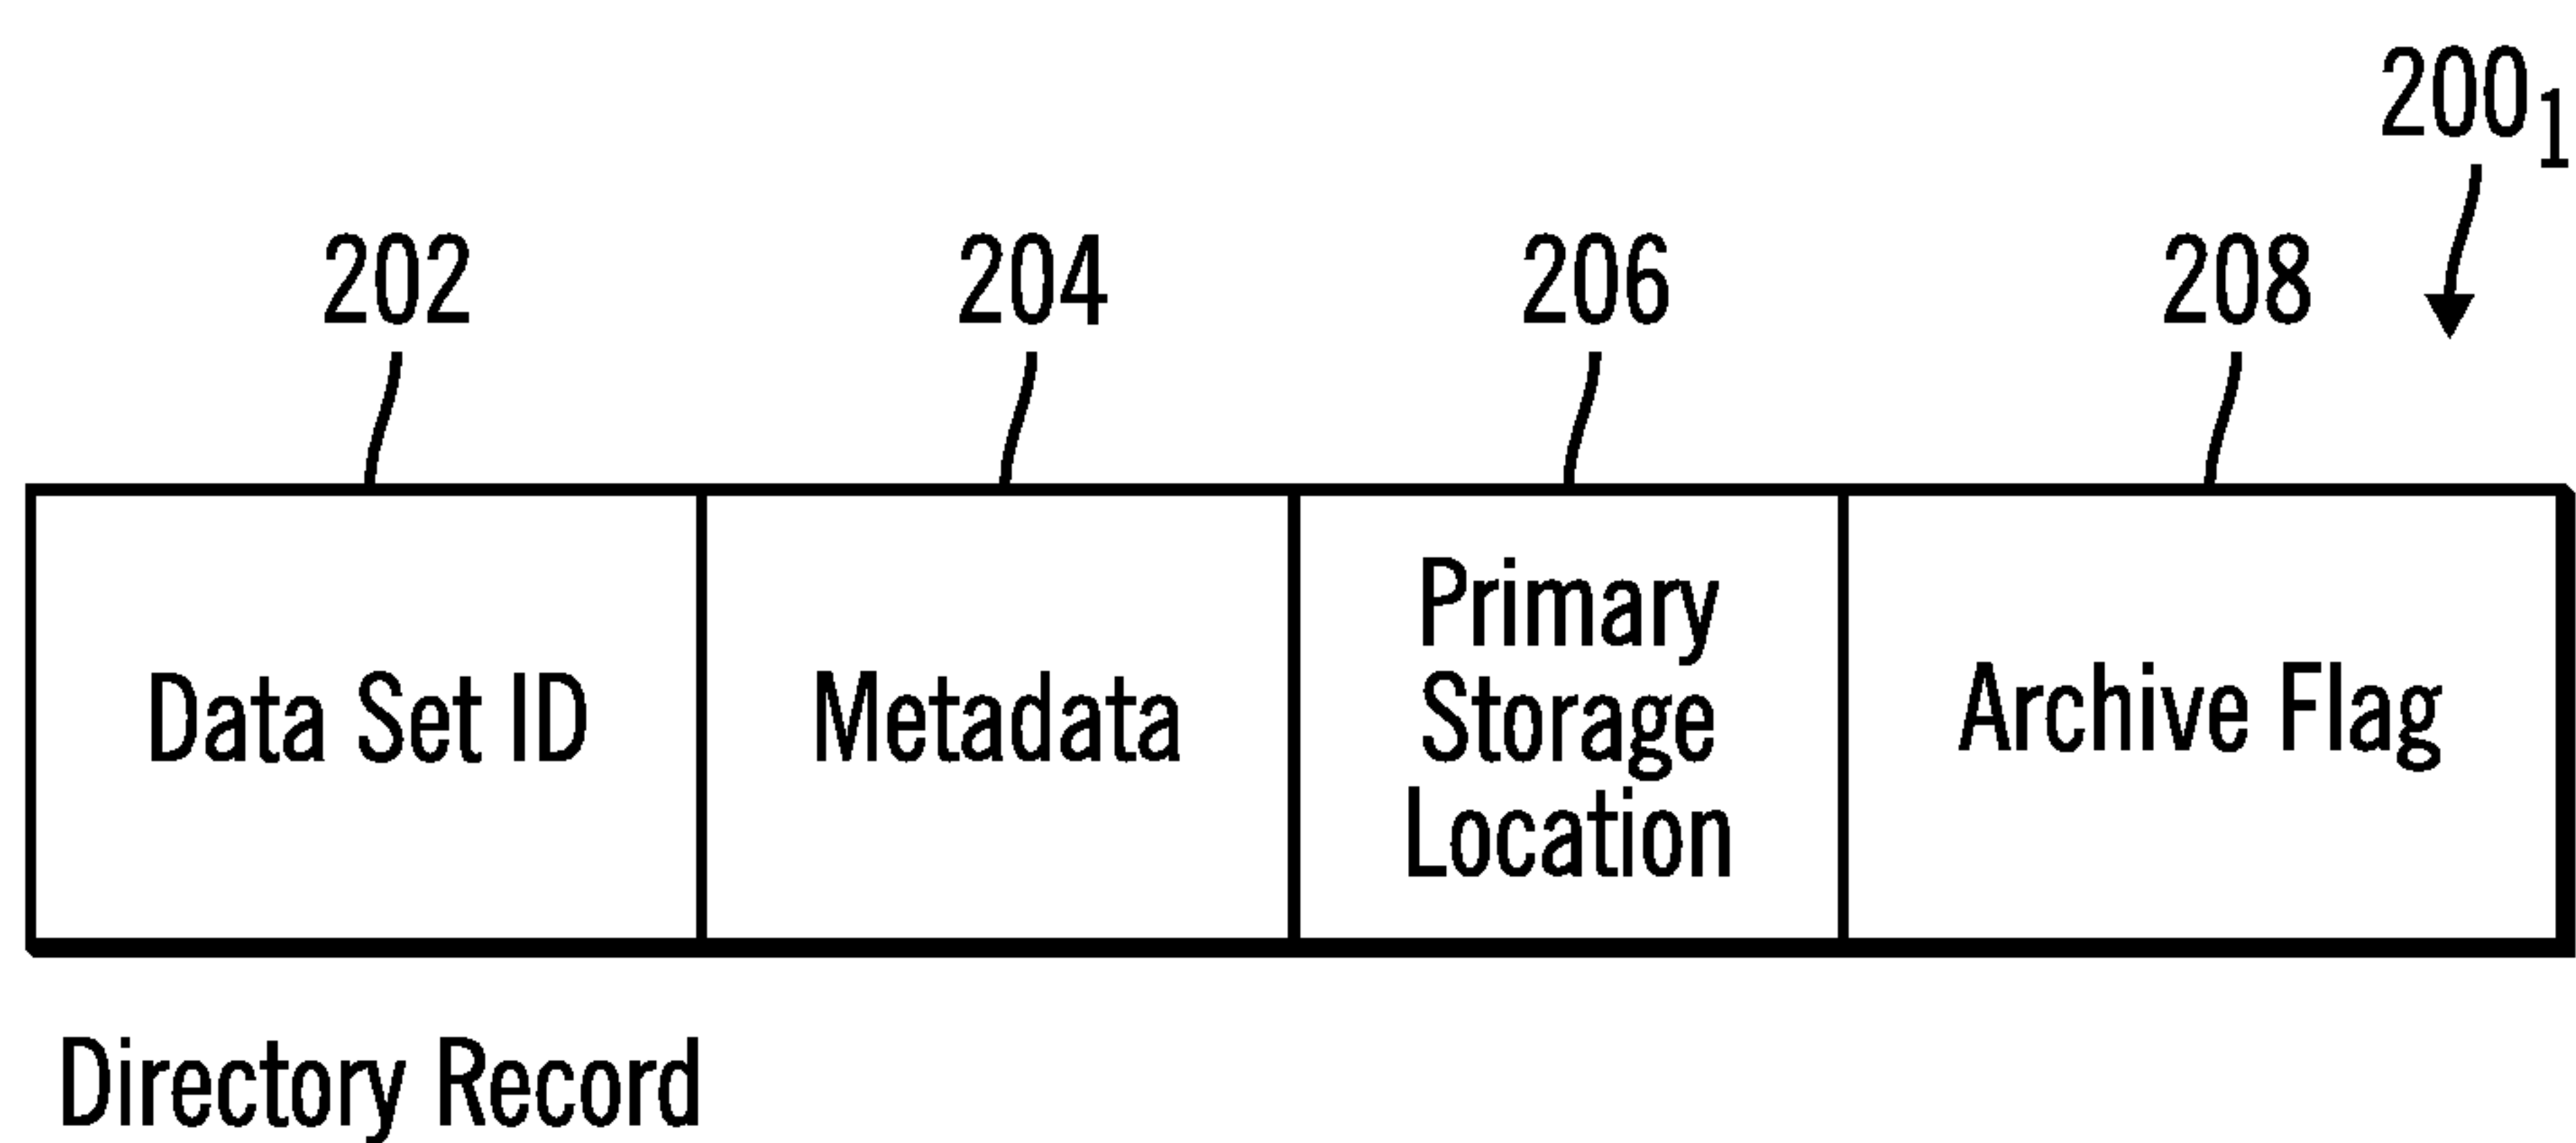 200₁
202 204 206 208
Data Set ID
Metadata
Primary
Storage
Location
Archive Flag
Directory Record